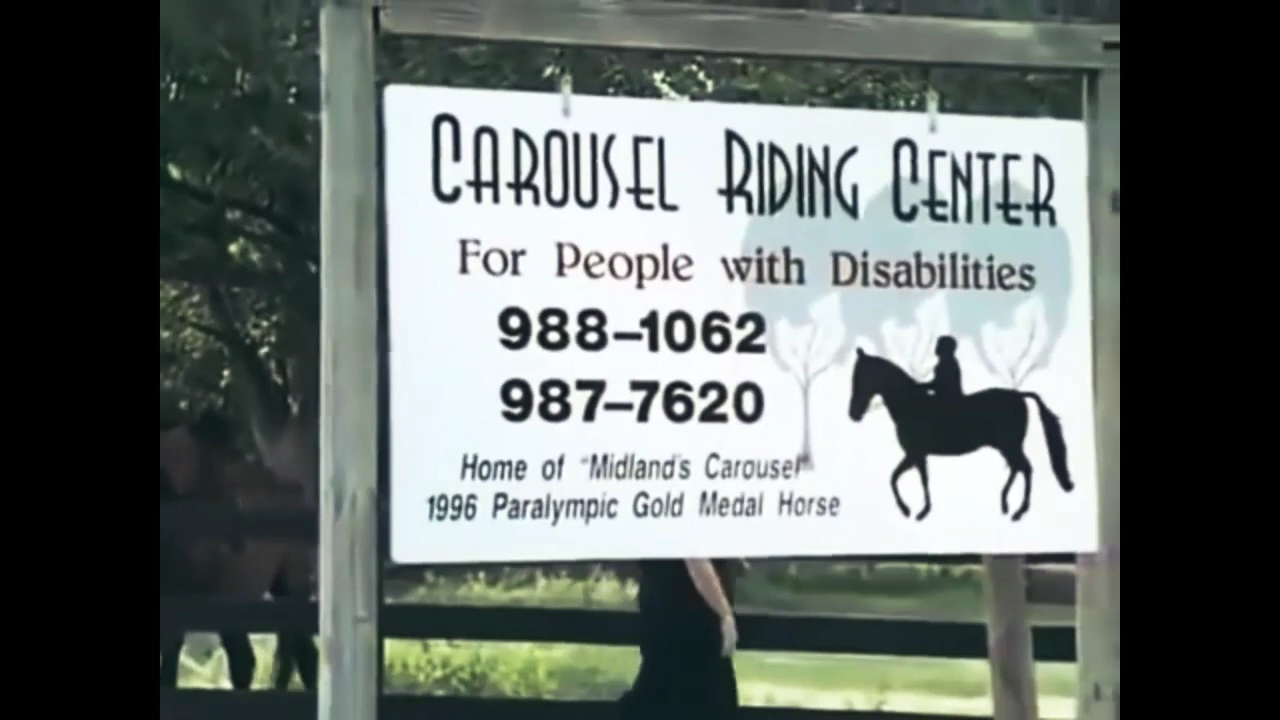 CAROUSEL RIDING CENTER
For People with Disabilities
988-1062
987-7620
Home of "Midland's Carousel"
1996 Paralympic Gold Medal Horse